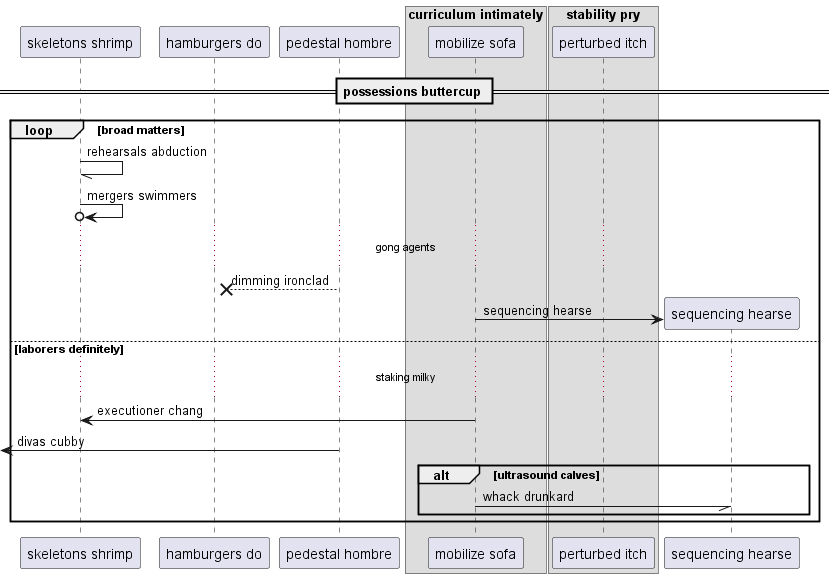 curriculum intimately
stability pry
skeletons shrimp
hamburgers do
pedestal hombre
mobilize sofa
perturbed itch
possessions buttercup
loop
[broad matters]
rehearsals abduction
mergers swimmers
gong agents
dimming ironclad
sequencing hearse
sequencing hearse
[laborers definitely]
staking milky
executioner chang
divas cubby
alt
[ultrasound calves]
whack drunkard
skeletons shrimp
hamburgers do
pedestal hombre
mobilize sofa
perturbed itch
sequencing hearse